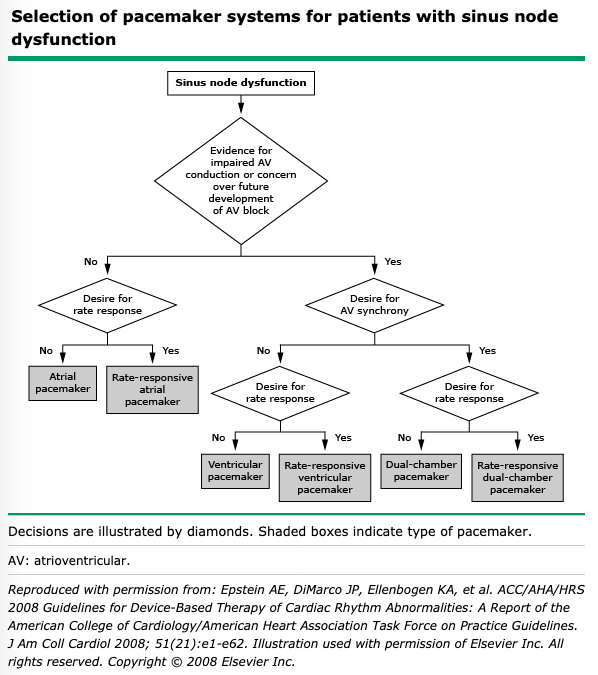 Selection of pacemaker systems for patients with sinus node
dysfunction
Sinus node dysfunction
Evidence for
impaired AV
conduction or concern
over future
development
of AV block
No
Yes
Desire for
rate response
Desire for
AV synchrony
No
Yes
No
Yes
Atrial
pacemaker
Rate-responsive
atrial
pacemaker
Desire for
rate response
Desire for
rate response
No
Yes
No
Yes
Ventricular
pacemaker
Rate-responsive
ventricular
pacemaker
Dual-chamber
pacemaker
Rate-responsive
dual-chamber
pacemaker
Decisions are illustrated by diamonds. Shaded boxes indicate type of pacemaker.
AV: atrioventricular.
Reproduced with permission from: Epstein AE, DiMarco JP, Ellenbogen KA, et al. ACC/AHA/HRS
2008 Guidelines for Device-Based Therapy of Cardiac Rhythm Abnormalities: A Report of the
American College of Cardiology/American Heart Association Task Force on Practice Guidelines.
J Am Coll Cardiol 2008; 51(21):e1-e62. Illustration used with permission of Elsevier Inc. All
rights reserved. Copyright © 2008 Elsevier Inc.